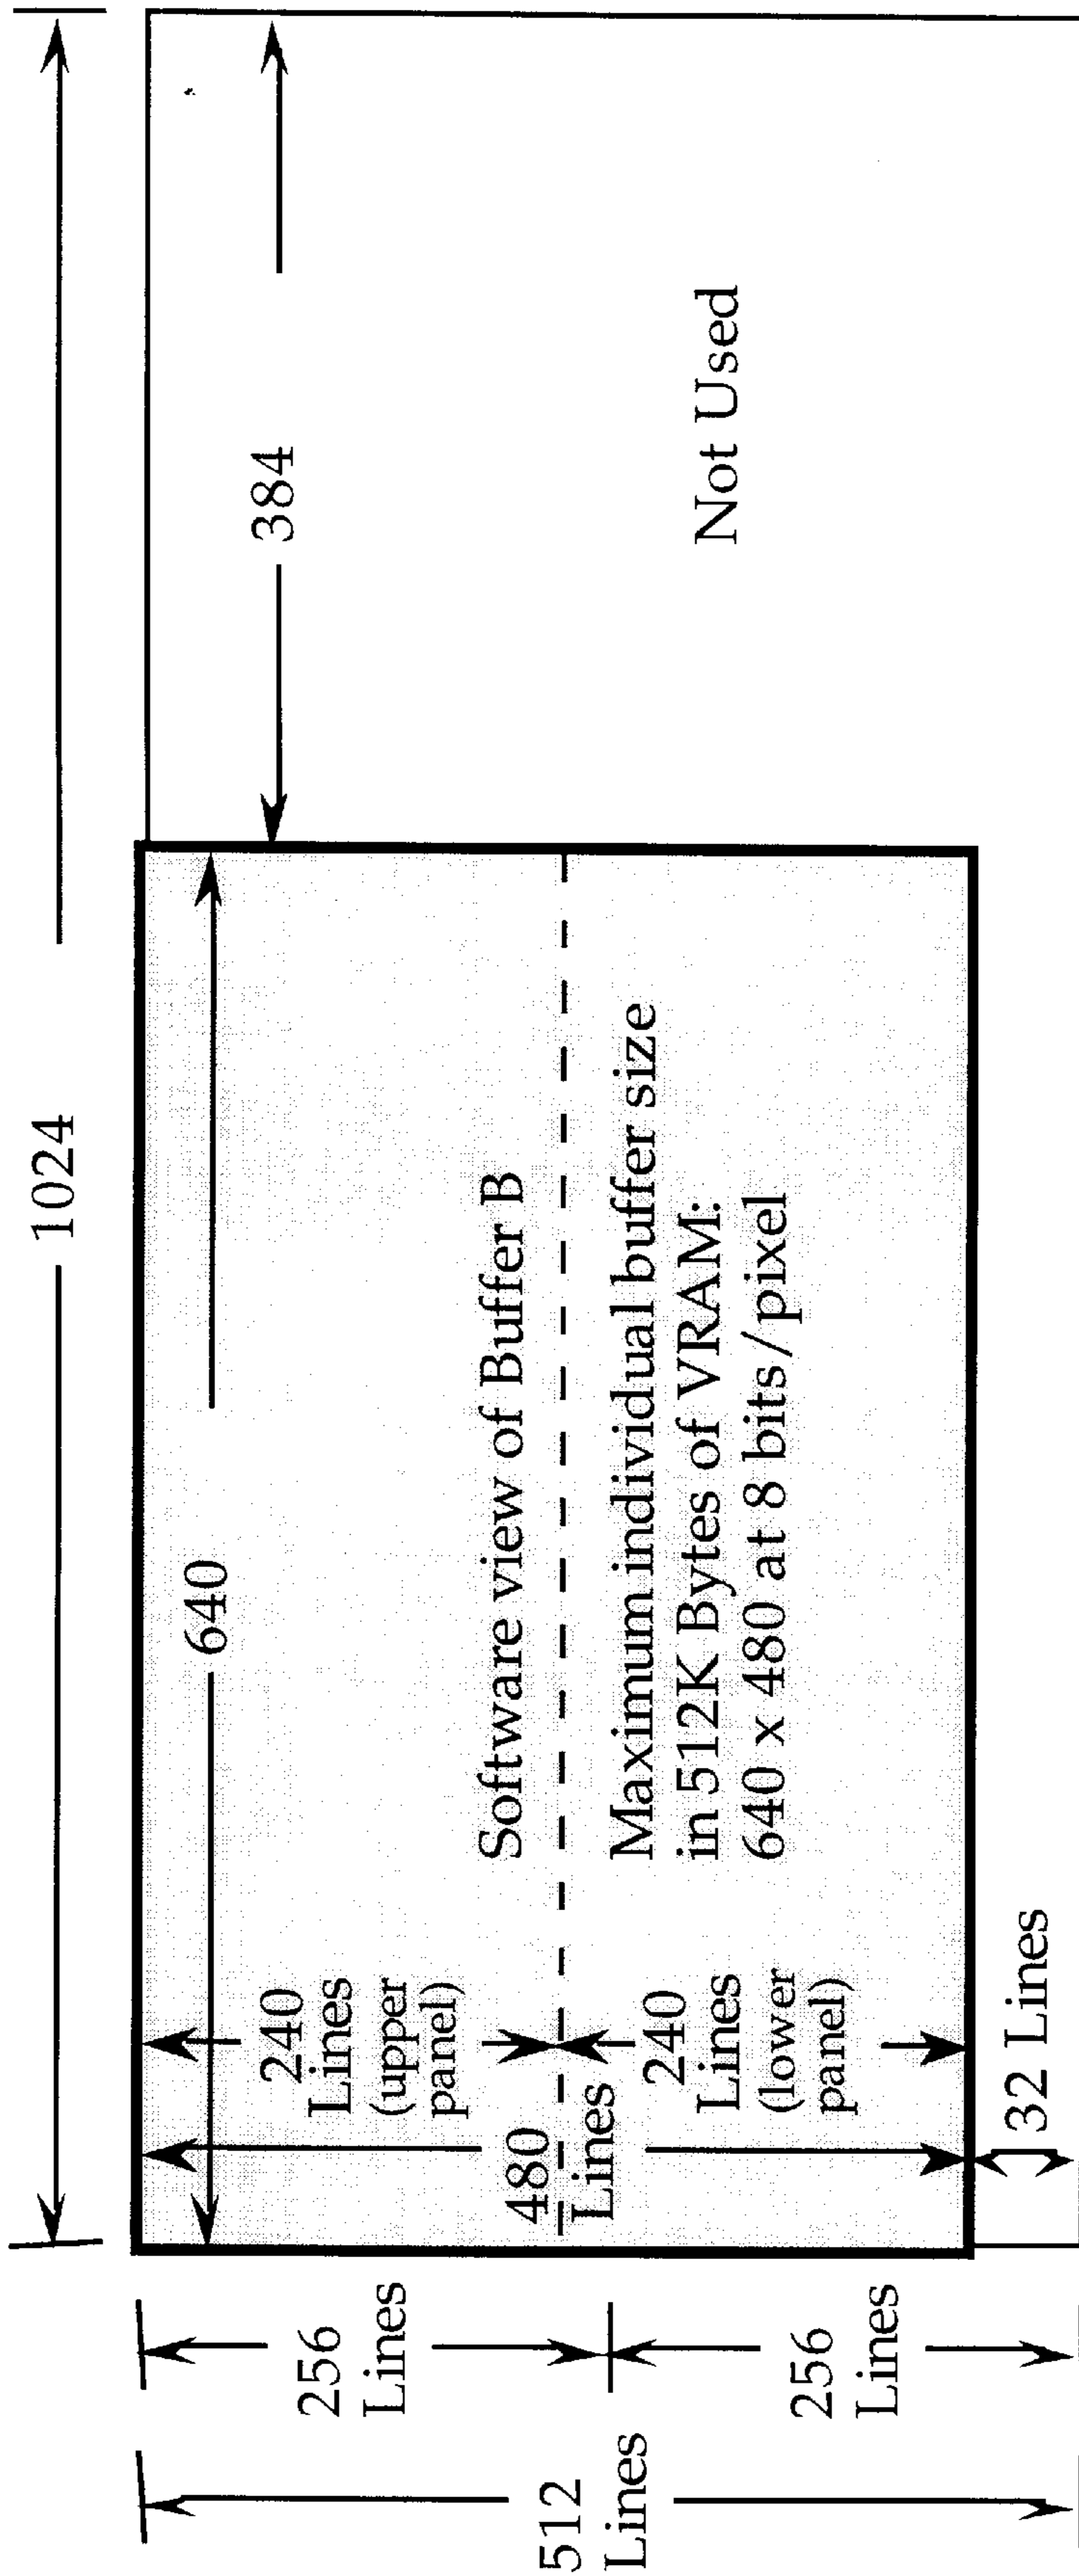 1024
640
384
Software view of Buffer B
Maximum individual buffer size
in 512K Bytes of VRAM:
640 x 480 at 8 bits/pixel
Not Used
240
Lines
(upper
panel)
480
Lines
240
Lines
(lower
panel)
32 Lines
256
Lines
256
Lines
512
Lines